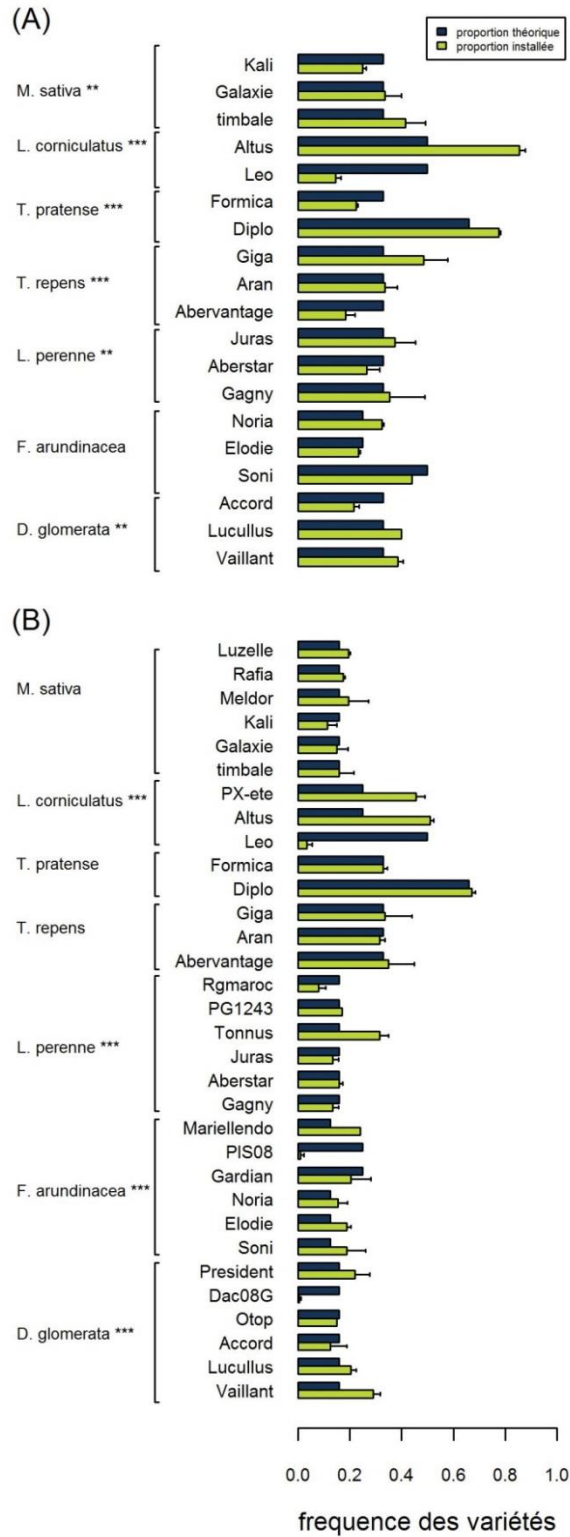 (A)
proportion théorique
proportion installée
M. sativa **
Kali
Galaxie
timbale
L. corniculatus ***
Altus
Leo
T. pratense ***
Formica
Diplo
T. repens ***
Giga
Aran
Abervantage
L. perenne **
Juras
Aberstar
Gagny
F. arundinacea
Noria
Elodie
Soni
D. glomerata **
Accord
Lucullus
Vaillant
(B)
M. sativa
Luzelle
Rafia
Meldor
Kali
Galaxie
timbale
L. corniculatus ***
PX-ete
Altus
Leo
T. pratense
Formica
Diplo
T. repens
Giga
Aran
Abervantage
L. perenne ***
Rgmaroc
PG1243
Tonnus
Juras
Aberstar
Gagny
F. arundinacea ***
Mariellendo
PIS08
Gardian
Noria
Elodie
Soni
D. glomerata ***
President
Dac08G
Otop
Accord
Lucullus
Vaillant
0.0 0.2 0.4 0.6 0.8 1.0
frequence des variétés